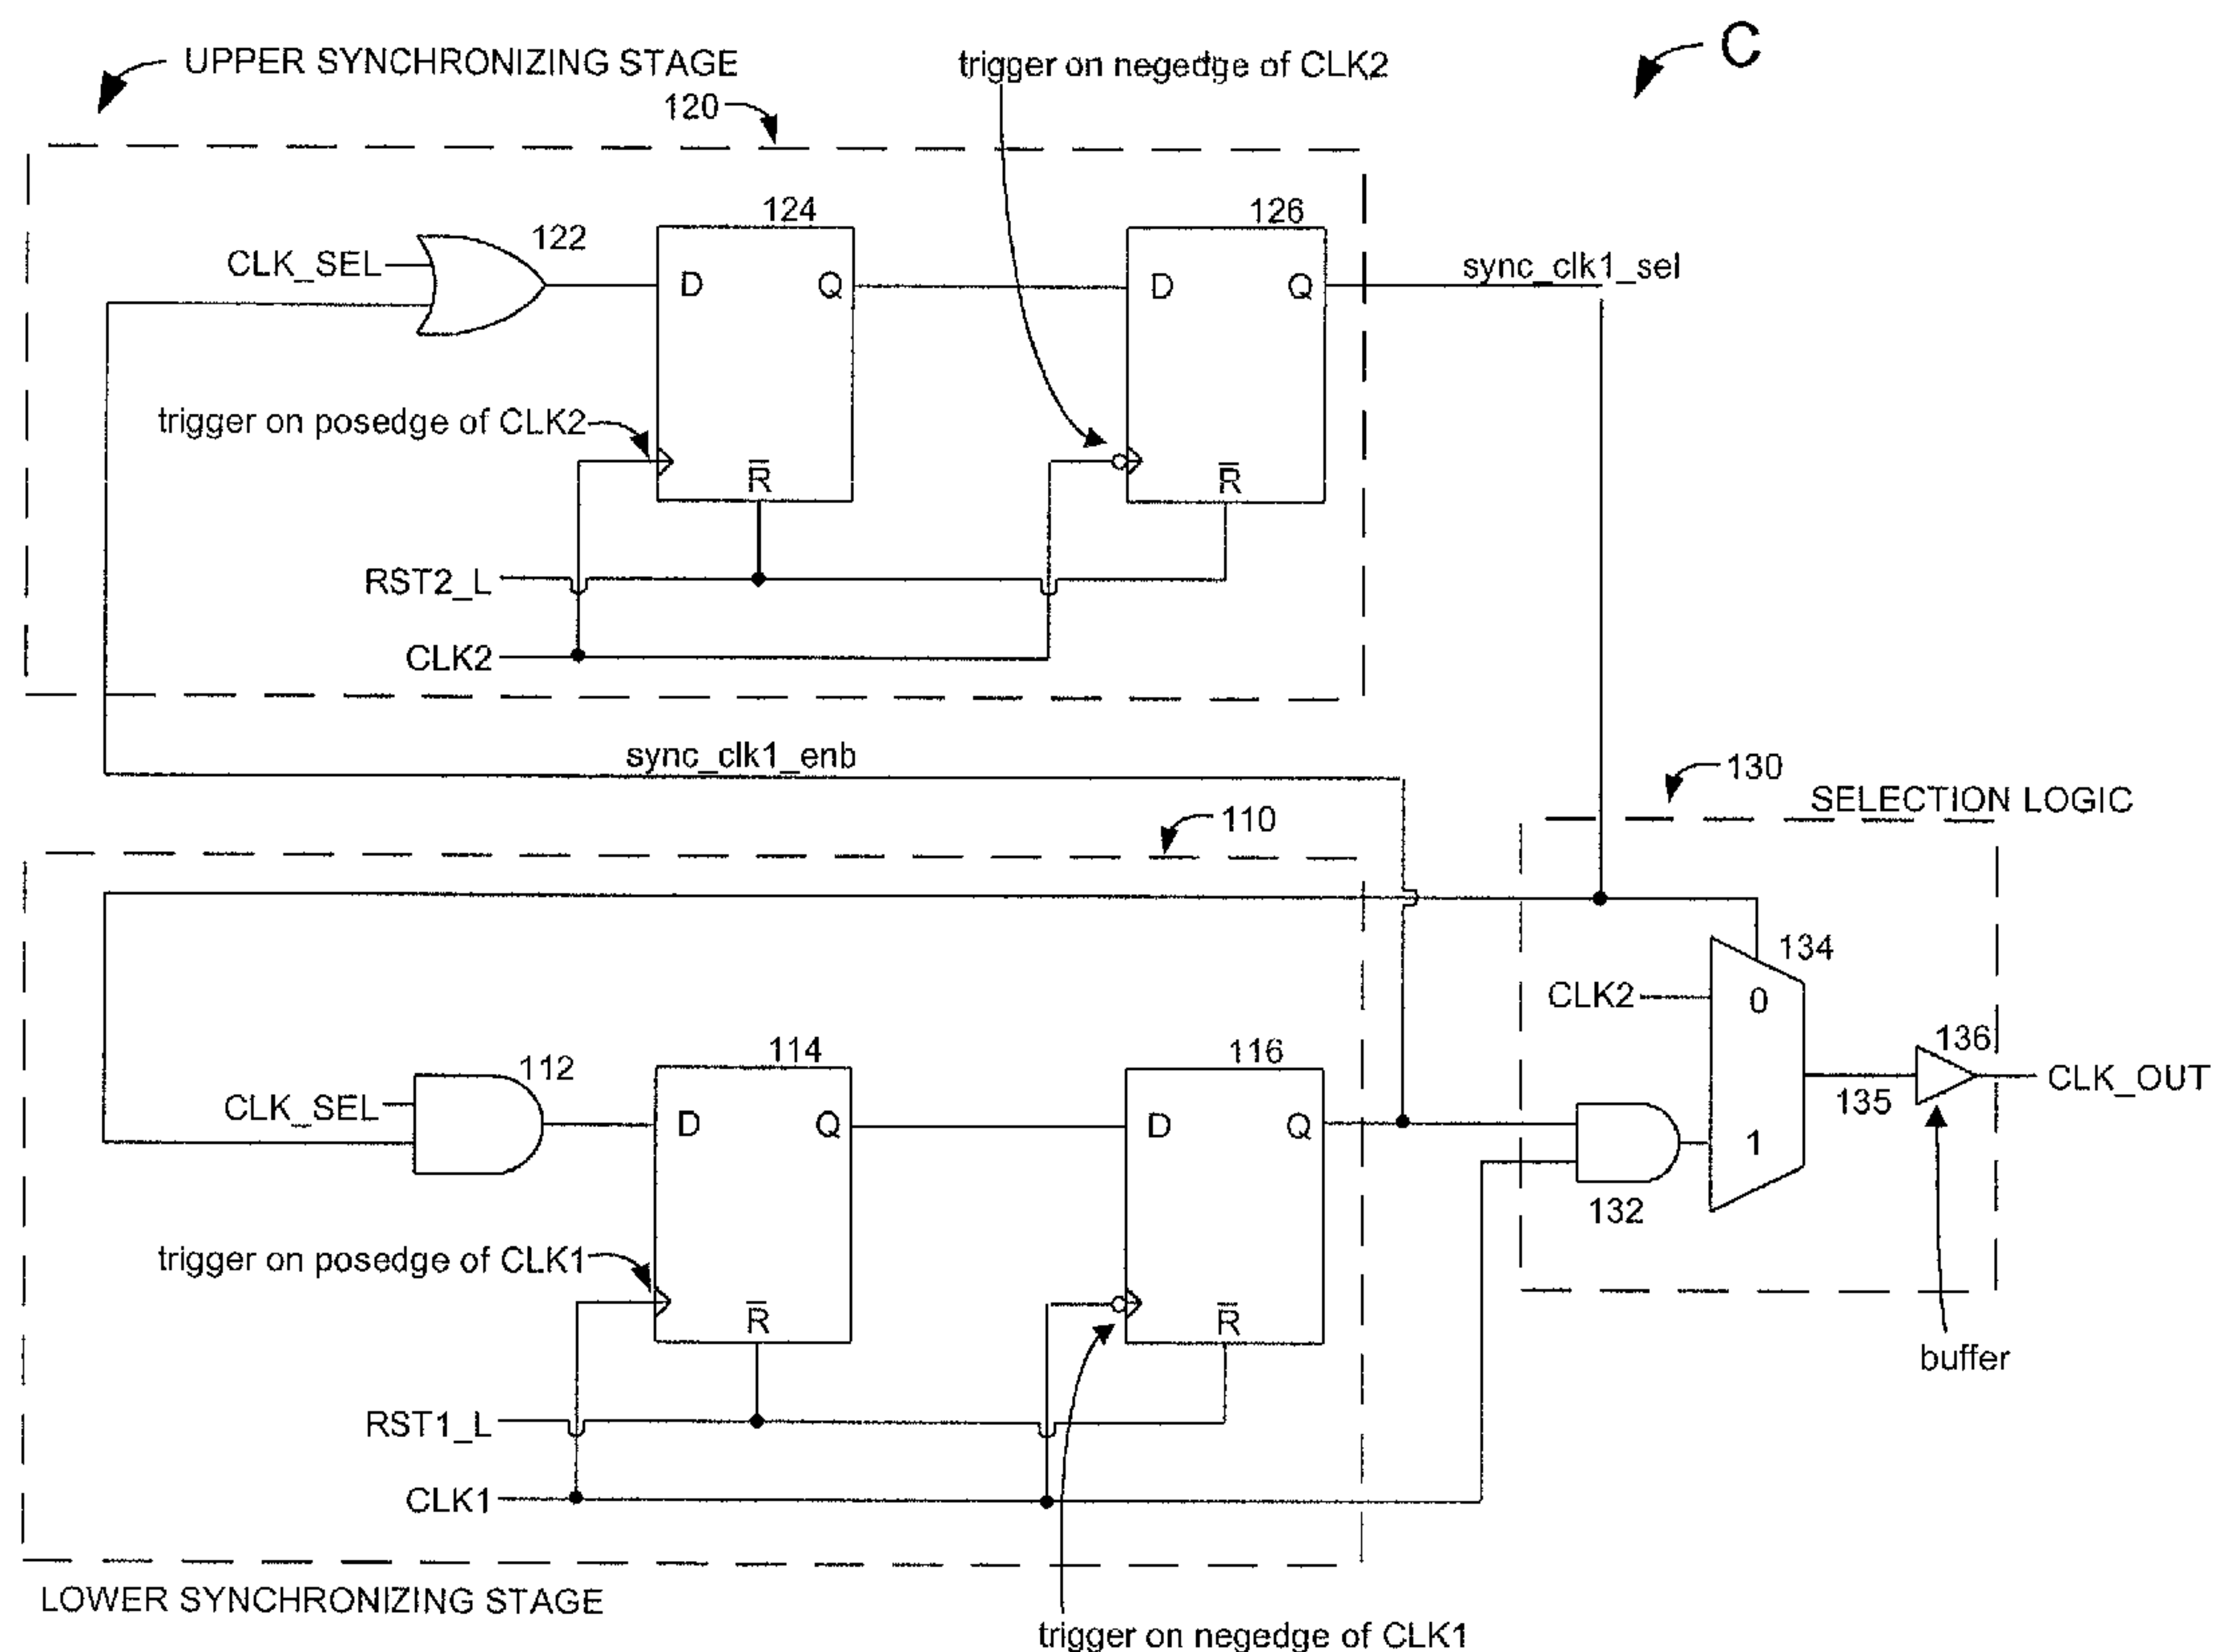 C
UPPER SYNCHRONIZING STAGE
trigger on negedge of CLK2
120
124
126
CLK_SEL
122
D
Q
D
Q
sync_clk1_sel
trigger on posedge of CLK2
R̅
R̅
RST2_L
CLK2
sync_clk1_enb
130
SELECTION LOGIC
110
134
CLK2
0
114
116
136
CLK_SEL
112
CLK_OUT
135
D
Q
D
Q
1
132
trigger on posedge of CLK1
R̅
R̅
buffer
RST1_L
CLK1
LOWER SYNCHRONIZING STAGE
trigger on negedge of CLK1